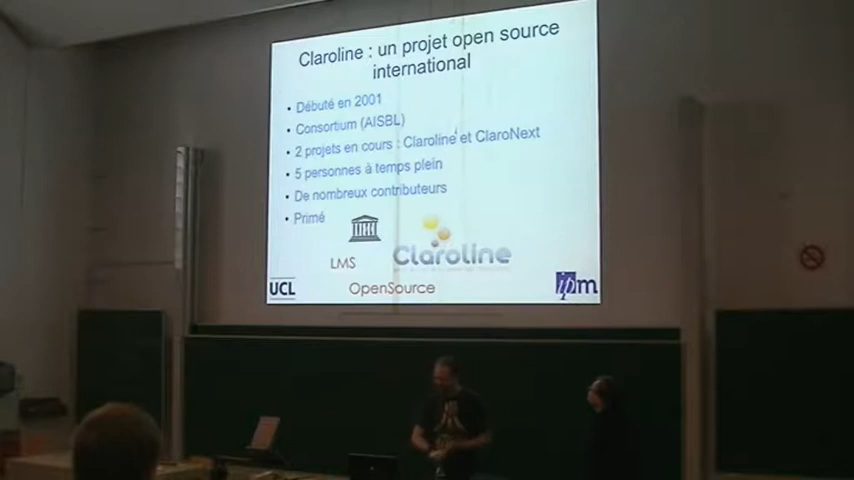 Claroline : un projet open source
international
• Débuté en 2001
• Consortium (AISBL)
• 2 projets en cours : Claroline et ClaroNext
• 5 personnes à temps plein
• De nombreux contributeurs
• Primé
Claroline
LMS
OpenSource
UCL
ipm